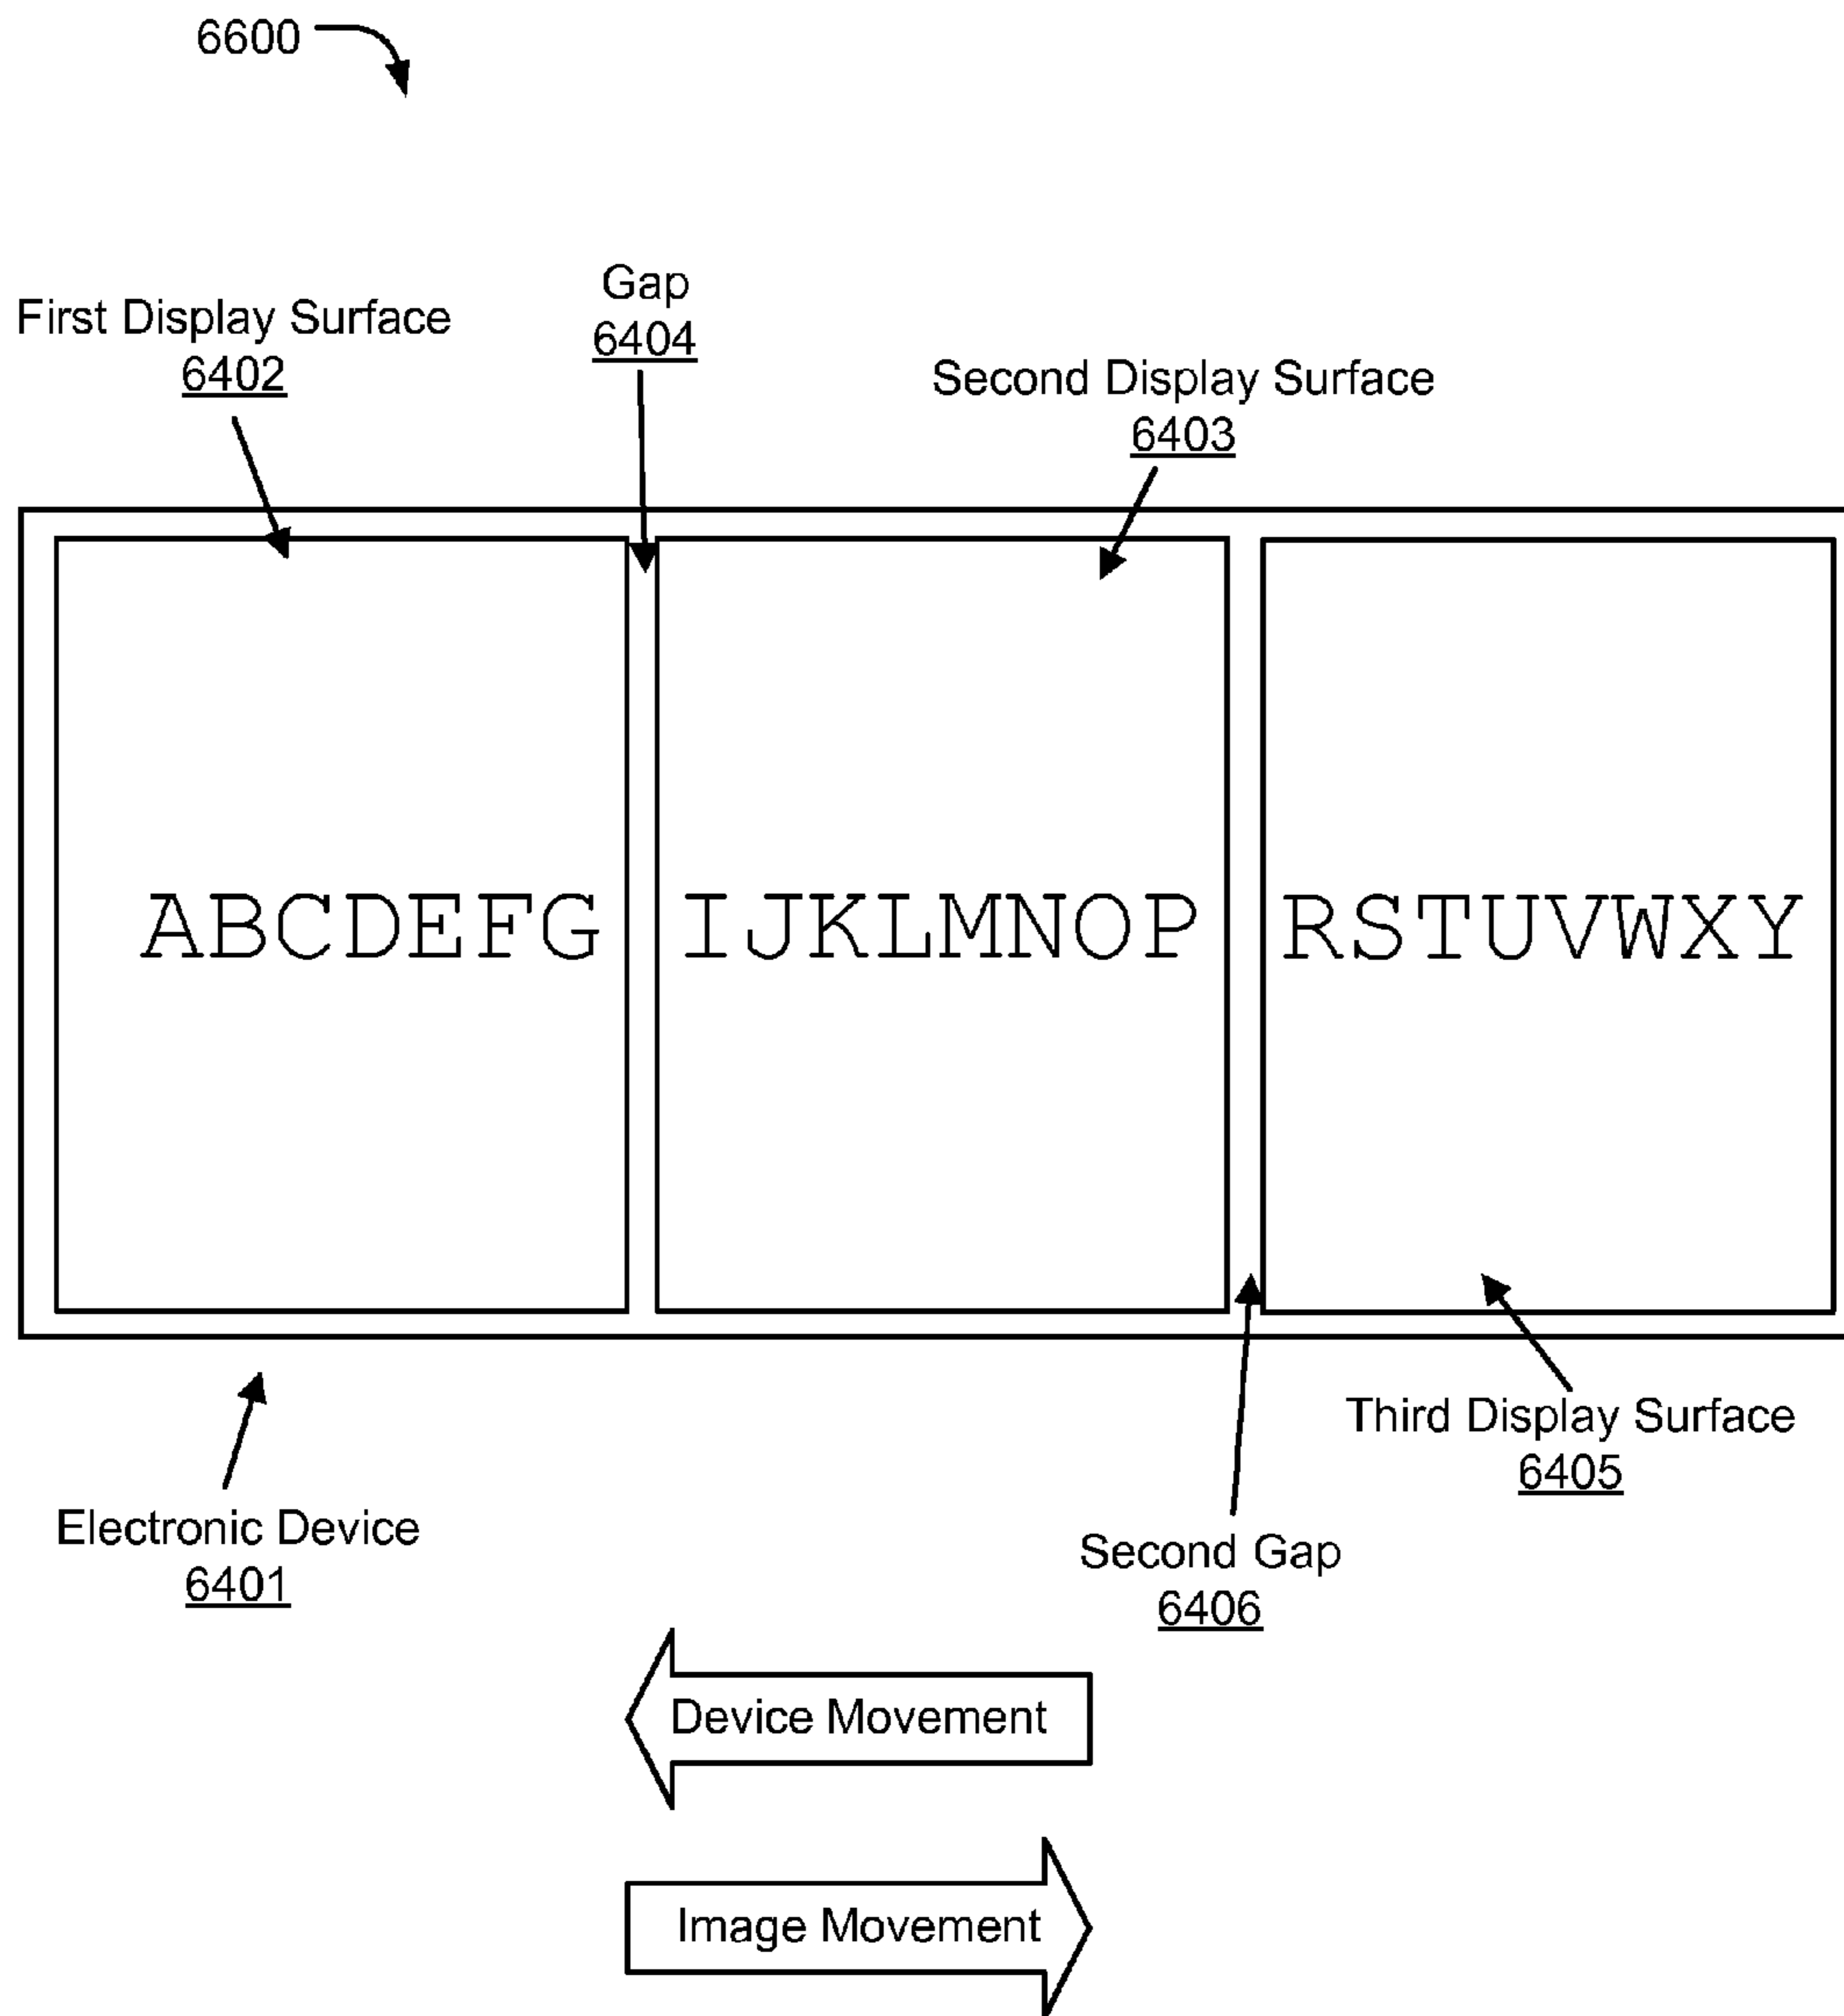 6600
First Display Surface
6402
Gap
6404
Second Display Surface
6403
ABCDEFG IJKLMNOP RSTUVWXY
Electronic Device
6401
Second Gap
6406
Third Display Surface
6405
Device Movement
Image Movement